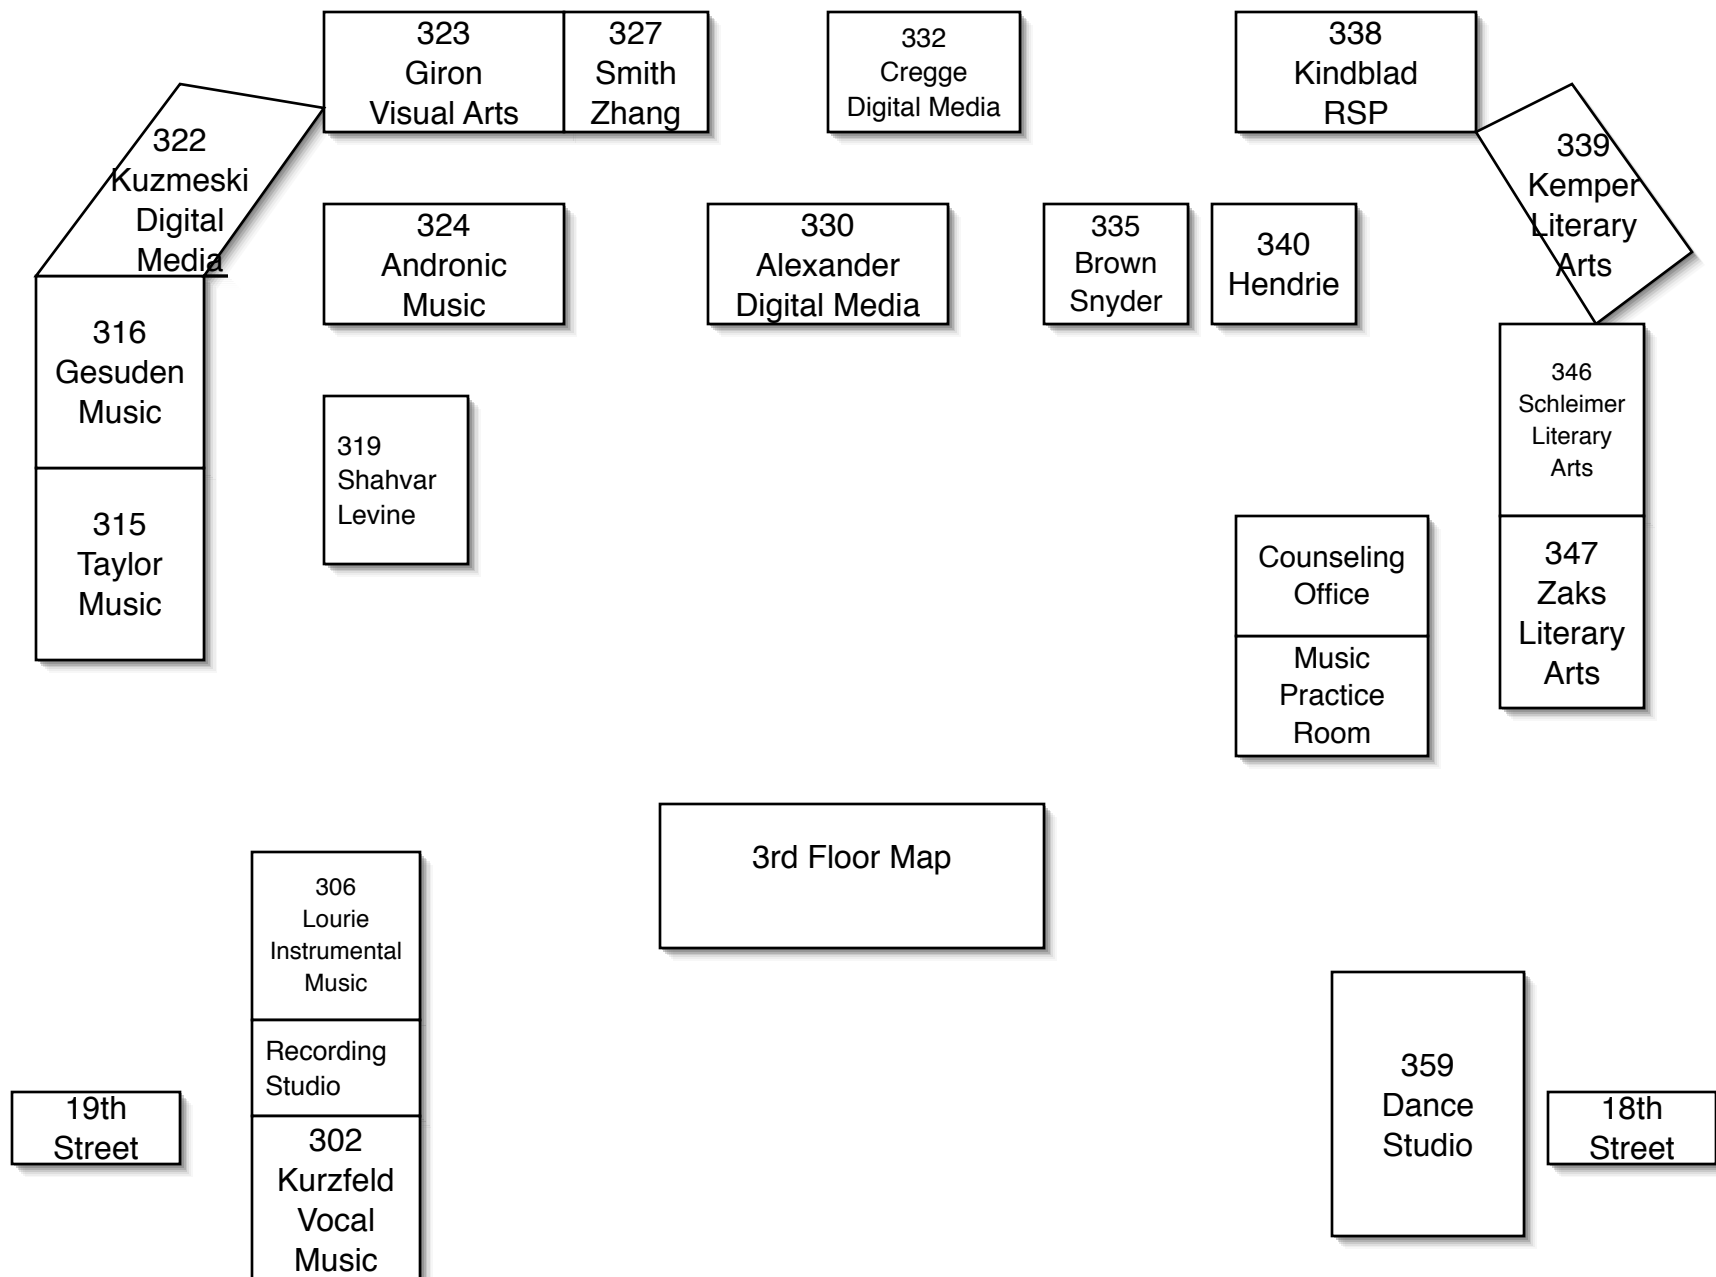 323
Giron
Visual Arts
327
Smith
Zhang
332
Cregge
Digital Media
338
Kindblad
RSP
322
Kuzmeski
Digital
Media
339
Kemper
Literary
Arts
324
Andronic
Music
330
Alexander
Digital Media
335
Brown
Snyder
340
Hendrie
316
Gesuden
Music
346
Schleimer
Literary
Arts
319
Shahvar
Levine
315
Taylor
Music
Counseling
Office
347
Zaks
Literary
Arts
Music
Practice
Room
3rd Floor Map
306
Lourie
Instrumental
Music
Recording
Studio
359
Dance
Studio
19th
Street
18th
Street
302
Kurzfeld
Vocal
Music